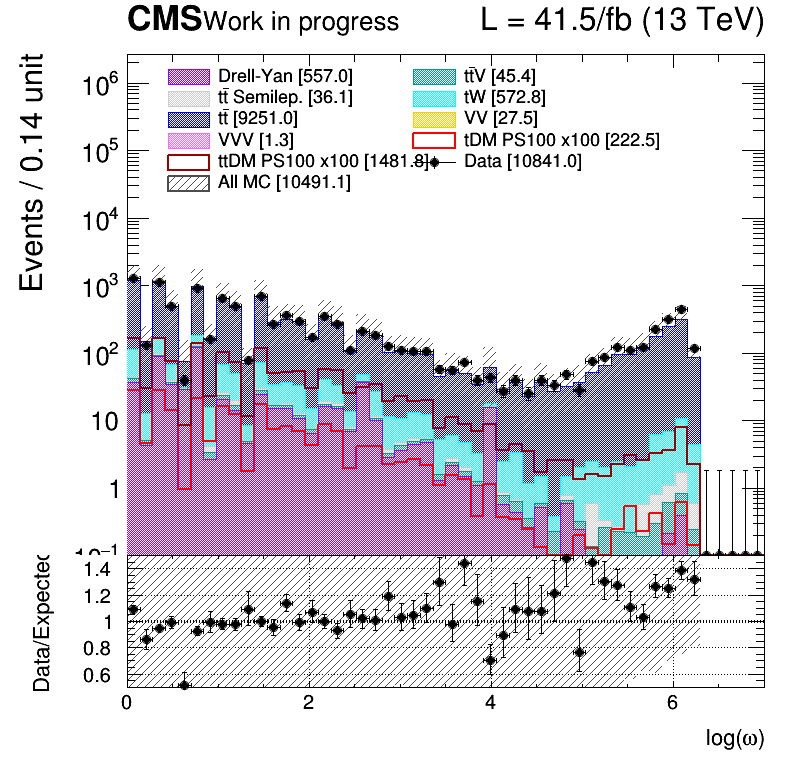 CMS Work in progress L = 41.5/fb (13 TeV)
Events / 0.14 unit
10⁶
10⁵
10⁴
10³
10²
10
1
10⁻¹
Drell-Yan [557.0]
tt̄ Semilep. [36.1]
tt̄ [9251.0]
VVV [1.3]
ttDM PS100 x100 [1481.8]
All MC [10491.1]
tt̄V [45.4]
tW [572.8]
VV [27.5]
tDM PS100 x100 [222.5]
Data [10841.0]
Data/Expected
1.4
1.2
1
0.8
0.6
0 2 4 6
log(ω)